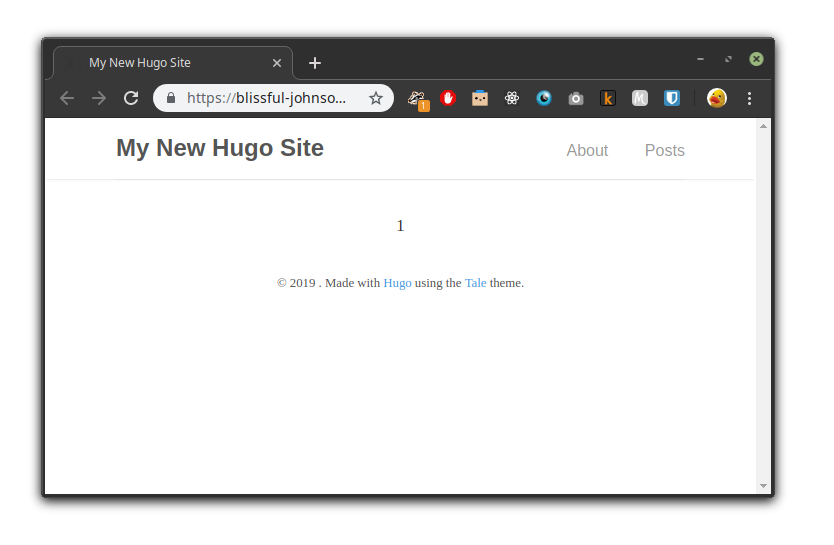 My New Hugo Site
https://blissful-johnso...
1
My New Hugo Site
About Posts
1
© 2019 . Made with Hugo using the Tale theme.